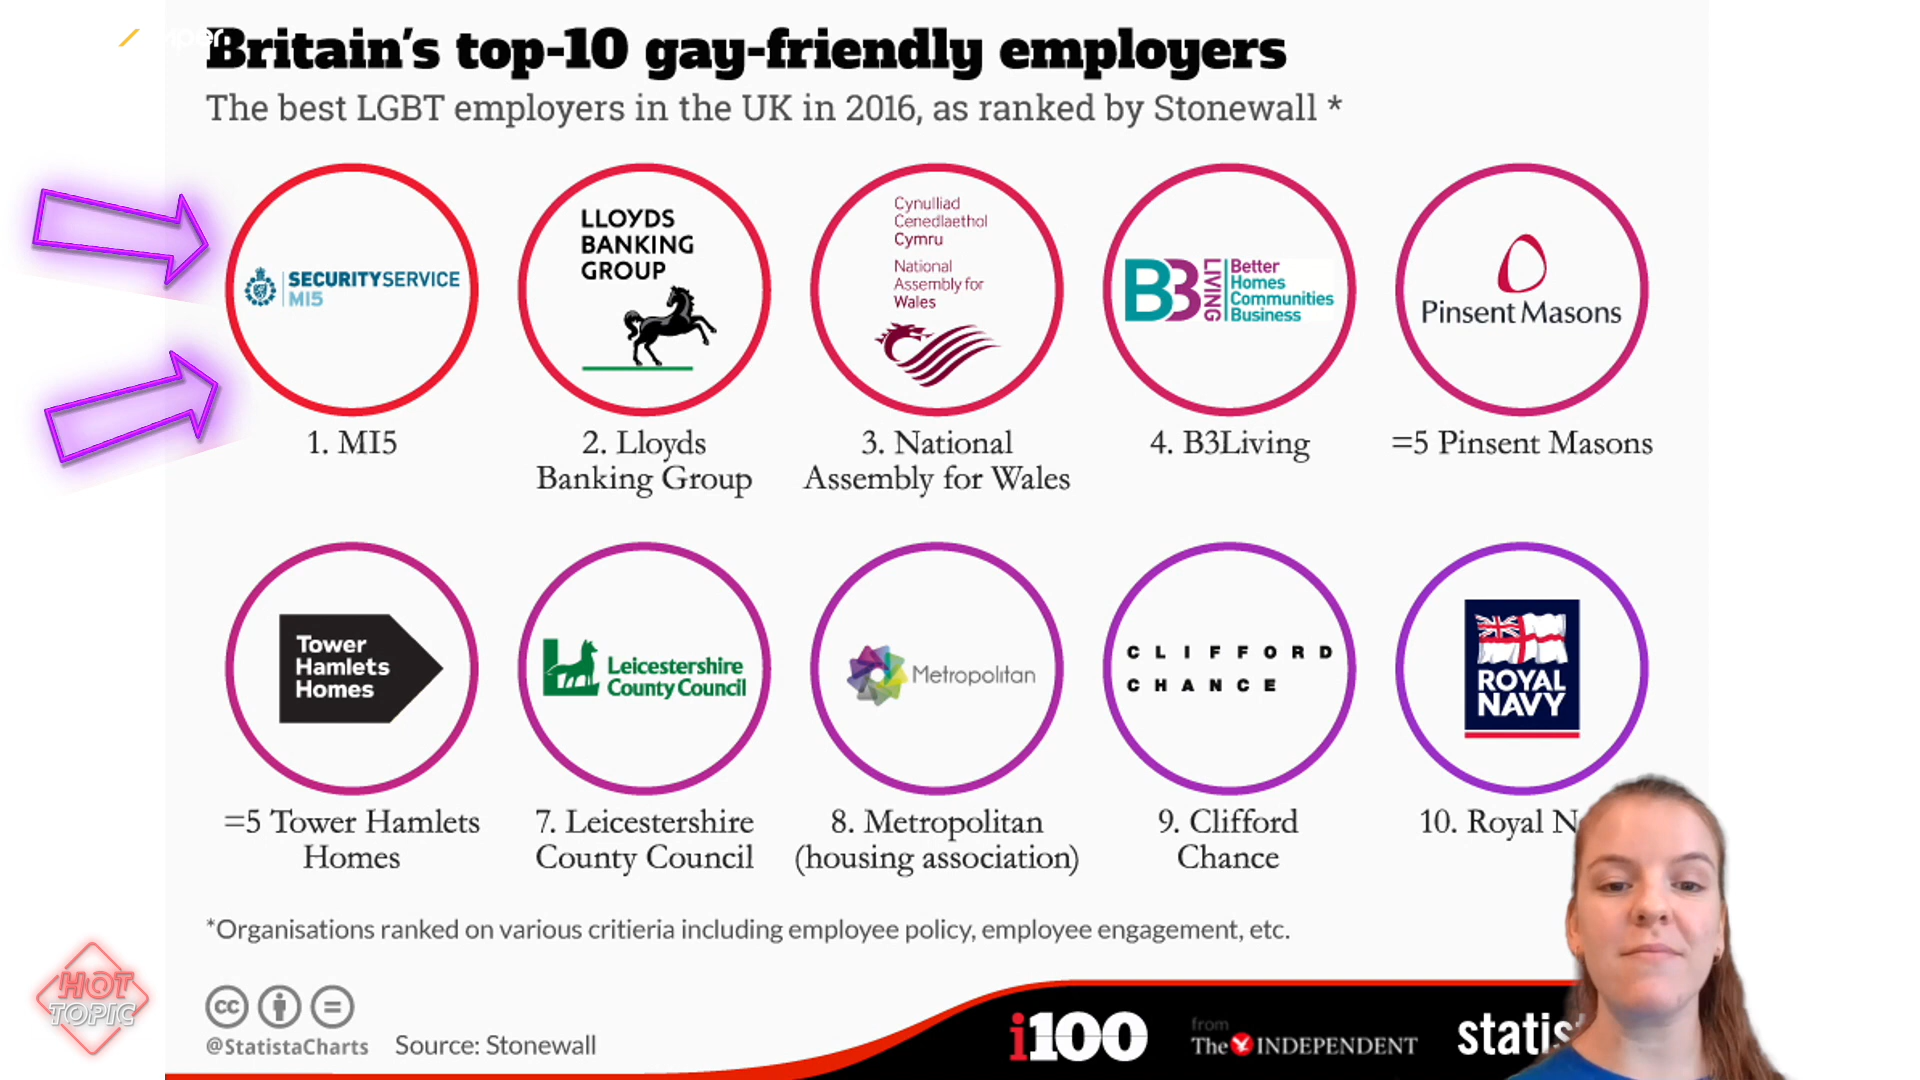 Britain's top-10 gay-friendly employers
The best LGBT employers in the UK in 2016, as ranked by Stonewall *
SECURITY SERVICE
MI5
LLOYDS
BANKING
GROUP
Cynulliad
Cenedlaethol
Cymru
National
Assembly for
Wales
B3
LIVING
Better
Homes
Communities
Business
Pinsent Masons
1. MI5
2. Lloyds
Banking Group
3. National
Assembly for Wales
4. B3Living
=5 Pinsent Masons
Tower
Hamlets
Homes
Leicestershire
County Council
Metropolitan
CLIFFORD
CHANCE
ROYAL
NAVY
=5 Tower Hamlets
Homes
7. Leicestershire
County Council
8. Metropolitan
(housing association)
9. Clifford
Chance
10. Royal N
*Organisations ranked on various critieria including employee policy, employee engagement, etc.
HOT
TOPIC
cc
@StatistaCharts
Source: Stonewall
i100
from
The INDEPENDENT
statis